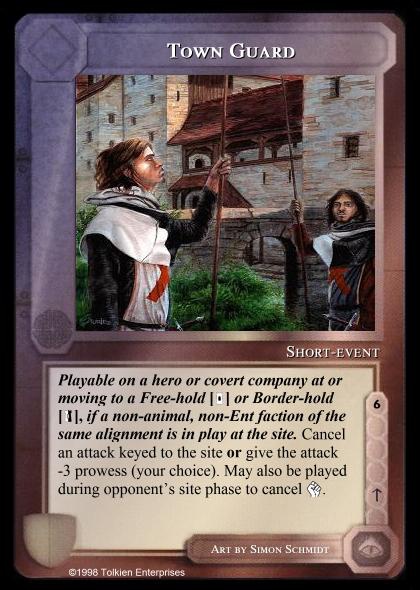 Town Guard
Short-event
Playable on a hero or covert company at or
moving to a Free-hold [] or Border-hold
[], if a non-animal, non-Ent faction of the
same alignment is in play at the site. Cancel
an attack keyed to the site or give the attack
-3 prowess (your choice). May also be played
during opponent's site phase to cancel .
6
Art by Simon Schmidt
©1998 Tolkien Enterprises